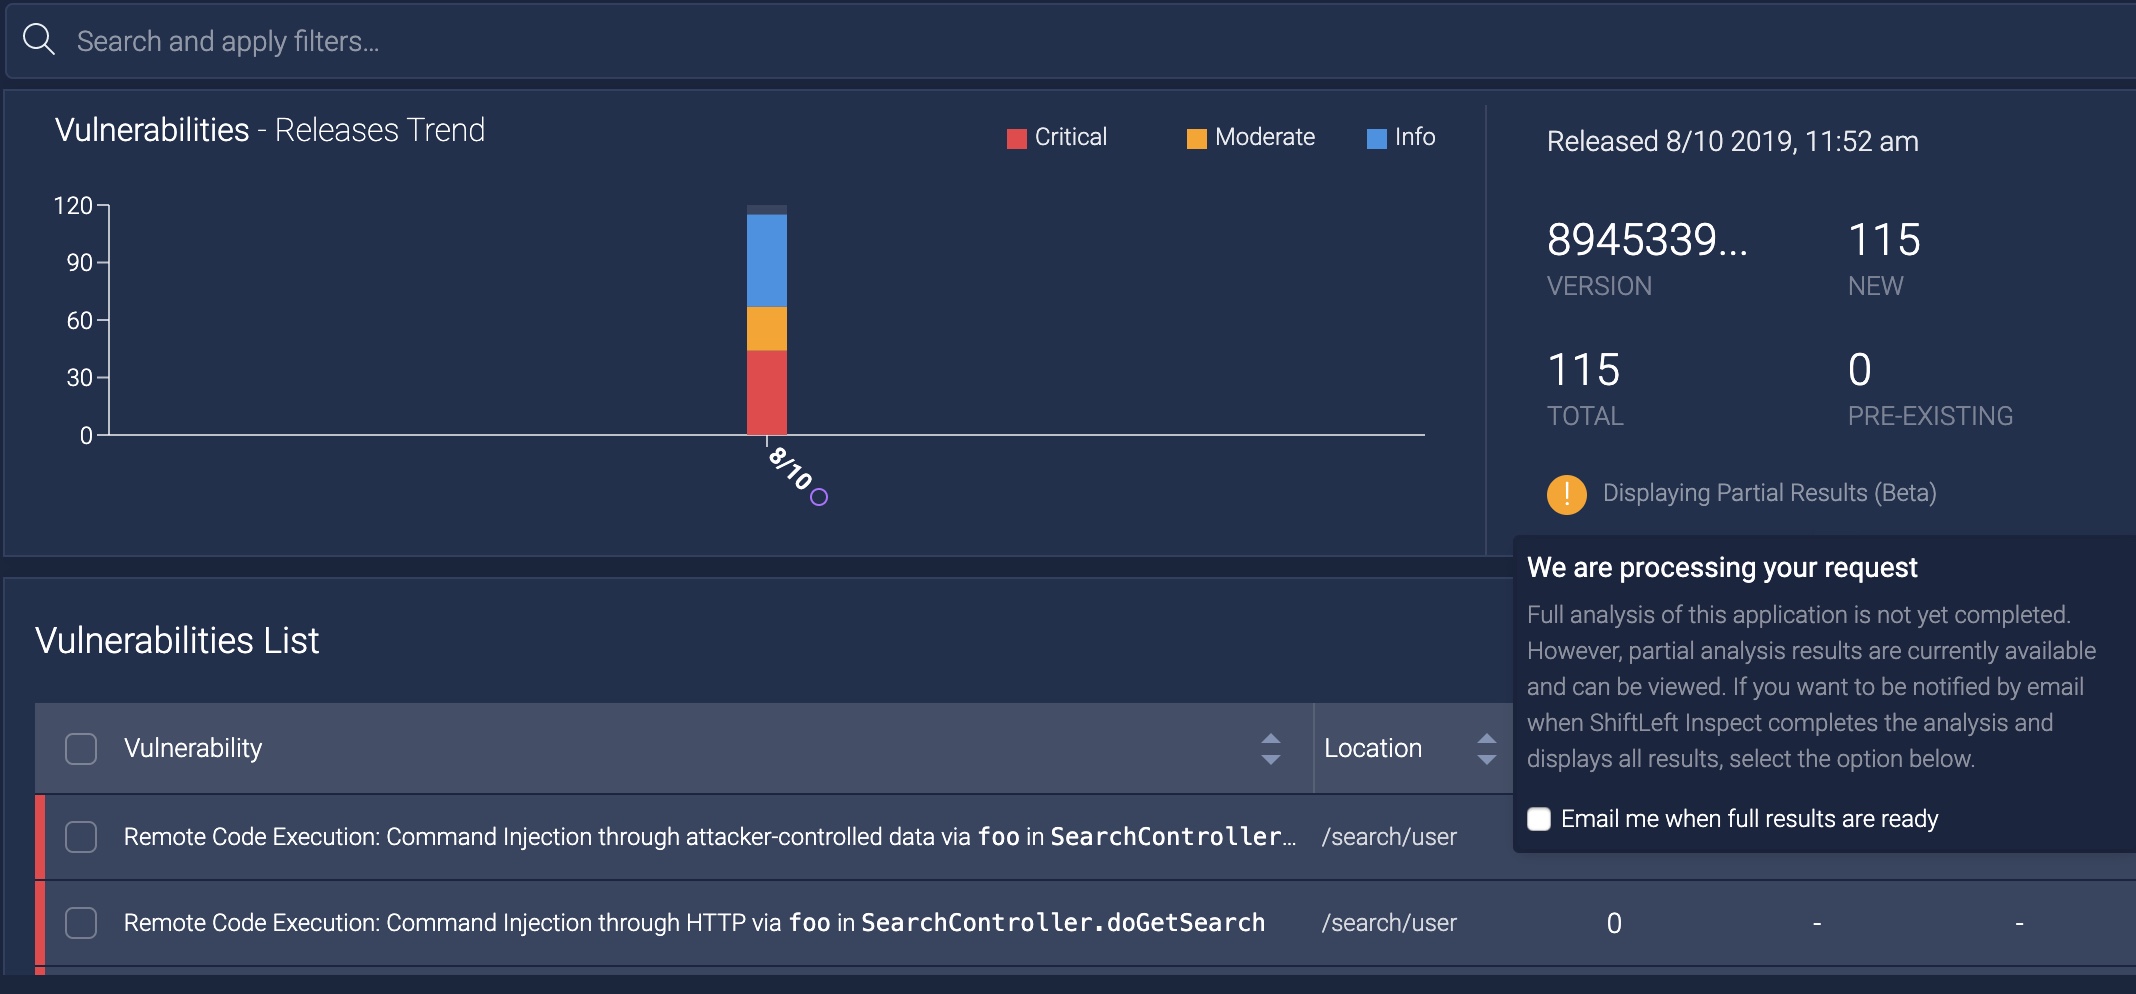 Search and apply filters...
Vulnerabilities - Releases Trend
Critical
Moderate
Info
120
90
60
30
0
8/10
Released 8/10 2019, 11:52 am
8945339...
VERSION
115
NEW
115
TOTAL
0
PRE-EXISTING
! Displaying Partial Results (Beta)
We are processing your request
Full analysis of this application is not yet completed.
However, partial analysis results are currently available
and can be viewed. If you want to be notified by email
when ShiftLeft Inspect completes the analysis and
displays all results, select the option below.
Email me when full results are ready
Vulnerabilities List
Vulnerability Location
Remote Code Execution: Command Injection through attacker-controlled data via foo in SearchController... /search/user
Remote Code Execution: Command Injection through HTTP via foo in SearchController.doGetSearch /search/user 0 - -